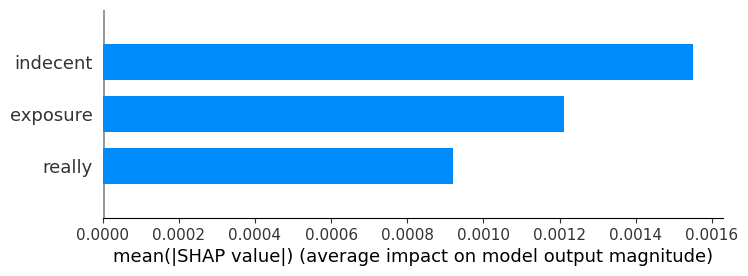 indecent
exposure
really
0.0000 0.0002 0.0004 0.0006 0.0008 0.0010 0.0012 0.0014 0.0016
mean(|SHAP value|) (average impact on model output magnitude)